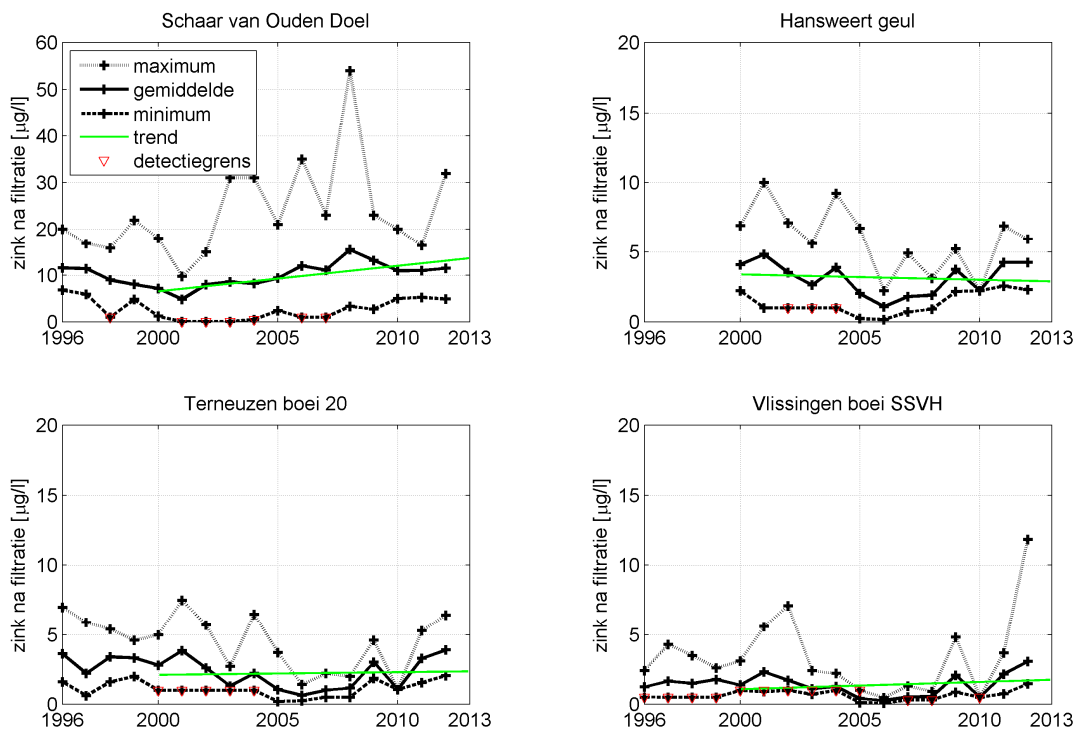 Schaar van Ouden Doel
60
50
40
30
20
10
0
zink na filtratie [µg/l]
maximum
gemiddelde
minimum
trend
detectiegrens
1996 2000 2005 2010 2013
Hansweert geul
20
15
10
5
0
zink na filtratie [µg/l]
1996 2000 2005 2010 2013
Terneuzen boei 20
20
15
10
5
0
zink na filtratie [µg/l]
1996 2000 2005 2010 2013
Vlissingen boei SSVH
20
15
10
5
0
zink na filtratie [µg/l]
1996 2000 2005 2010 2013